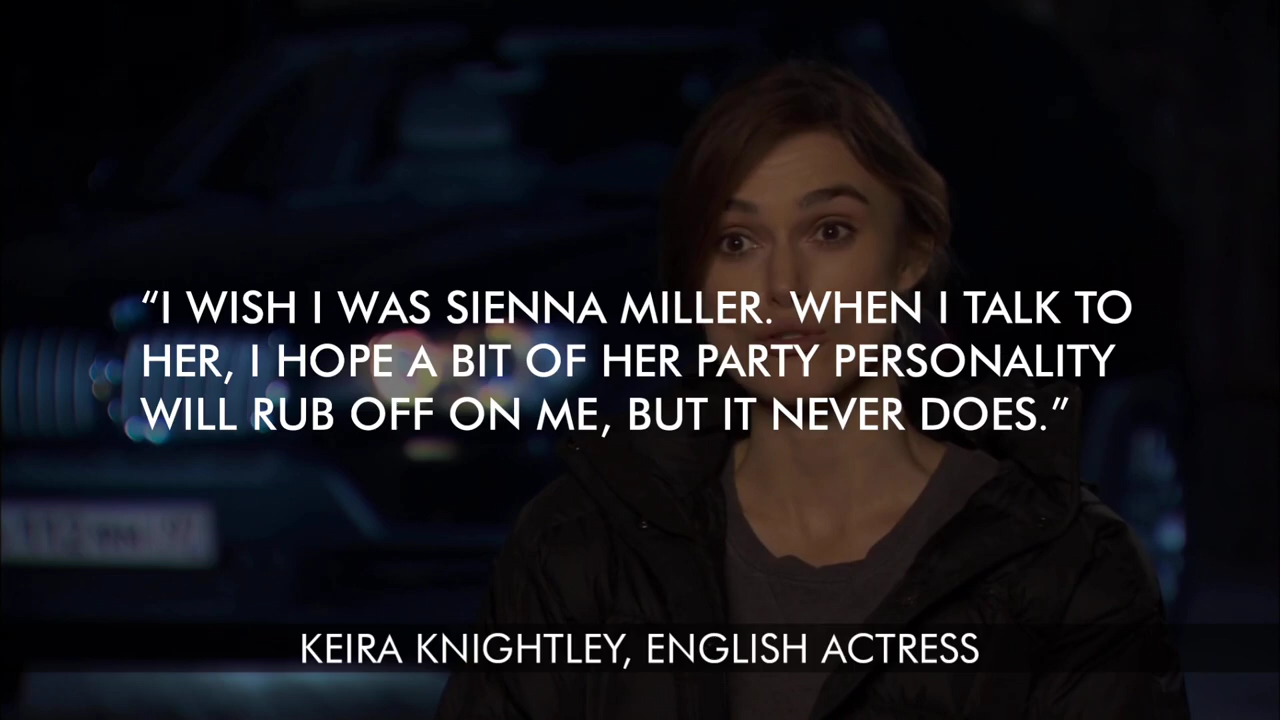 “I WISH I WAS SIENNA MILLER. WHEN I TALK TO
HER, I HOPE A BIT OF HER PARTY PERSONALITY
WILL RUB OFF ON ME, BUT IT NEVER DOES.”
KEIRA KNIGHTLEY, ENGLISH ACTRESS